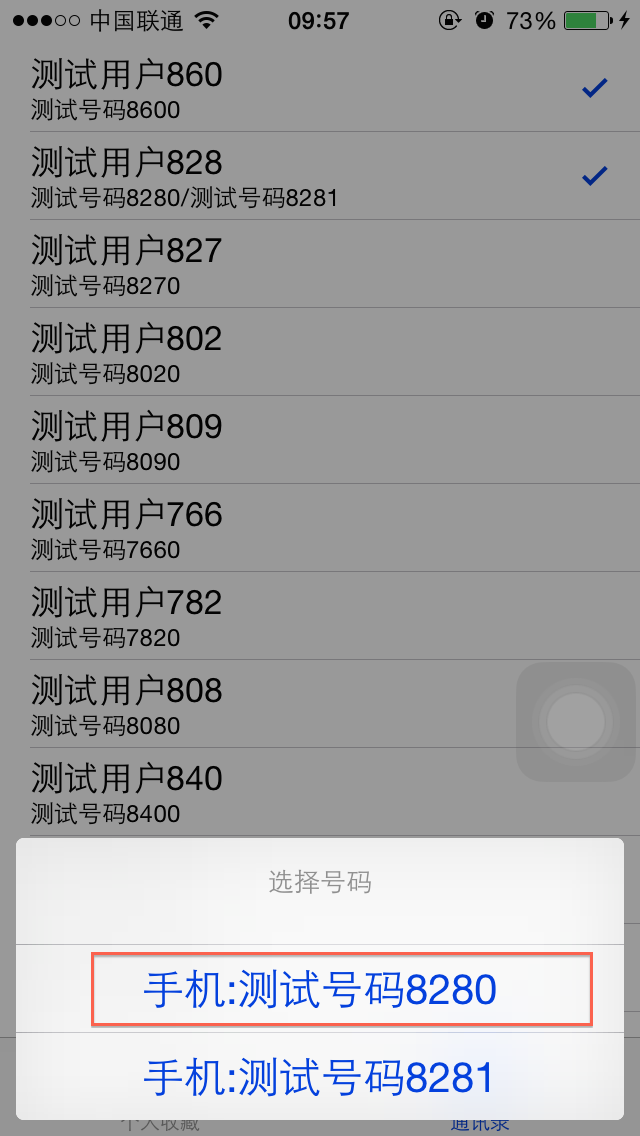 中国联通 09:57 73%
测试用户860
测试号码8600
测试用户828
测试号码8280/测试号码8281
测试用户827
测试号码8270
测试用户802
测试号码8020
测试用户809
测试号码8090
测试用户766
测试号码7660
测试用户782
测试号码7820
测试用户808
测试号码8080
测试用户840
测试号码8400
选择号码
手机:测试号码8280
手机:测试号码8281
个人收藏 通讯录